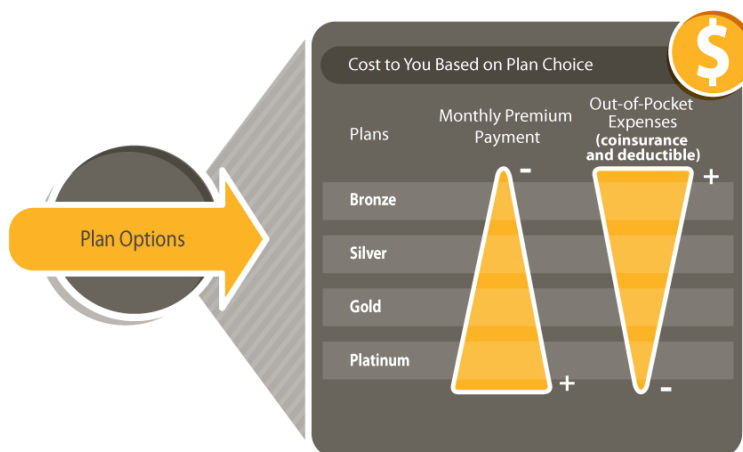 $
Cost to You Based on Plan Choice
Plan Options
Plans
Monthly Premium
Payment
Out-of-Pocket
Expenses
(coinsurance
and deductible)
-
+
Bronze
Silver
Gold
Platinum
+
-